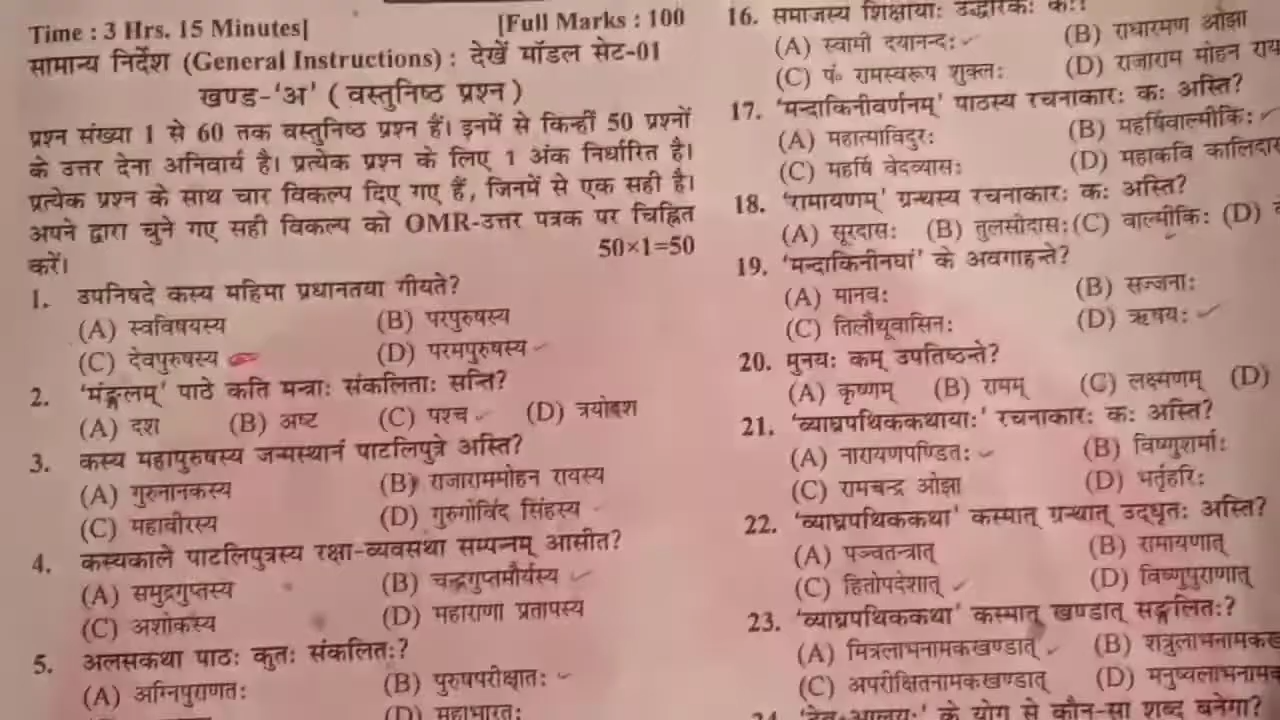 Time : 3 Hrs. 15 Minutes]
[Full Marks : 100
सामान्य निर्देश (General Instructions) : देखें मॉडल सेट-01
खण्ड-'अ' ( वस्तुनिष्ठ प्रश्न )
प्रश्न संख्या 1 से 60 तक वस्तुनिष्ठ प्रश्न हैं। इनमें से किन्हीं 50 प्रश्नों
के उत्तर देना अनिवार्य है। प्रत्येक प्रश्न के लिए 1 अंक निर्धारित है।
प्रत्येक प्रश्न के साथ चार विकल्प दिए गए हैं, जिनमें से एक सही है।
अपने द्वारा चुने गए सही विकल्प को OMR-उत्तर पत्रक पर चिह्नित
करें।
50×1=50
1. उपनिषदे कस्य महिमा प्रधानतया गीयते?
(A) स्वविषयस्य
(B) परपुरुषस्य
(C) देवपुरुषस्य
(D) परमपुरुषस्य
2. 'मंङ्गलम्' पाठे कति मन्त्राः संकलिताः सन्ति?
(A) दश (B) अष्ट (C) पश्च (D) त्रयोदश
3. कस्य महापुरुषस्य जन्मस्थानं पाटलिपुत्रे अस्ति?
(A) गुरुनानकस्य
(B) राजाराममोहन रायस्य
(C) महावीरस्य
(D) गुरुगोविंद सिंहस्य
4. कस्यकाले पाटलिपुत्रस्य रक्षा-व्यवसथा सम्पन्नम् आसीत?
(A) समुद्रगुप्तस्य
(B) चन्द्रगुप्तमौर्यस्य
(C) अशोकस्य
(D) महाराणा प्रतापस्य
5. अलसकथा पाठः कुतः संकलितः?
(A) अग्निपुराणतः
(B) पुरुषपरीक्षातः
(D) महाभारतः
16. समाजस्य शिक्षायाः उद्धारकः कः?
(A) स्वामी दयानन्दः
(B) राधारमण ओझा
(C) पं० रामस्वरूप शुक्लः
(D) राजाराम मोहन राय
17. 'मन्दाकिनीवर्णनम्' पाठस्य रचनाकारः कः अस्ति?
(A) महात्माविदुरः
(B) महर्षिवाल्मीकिः
(C) महर्षि वेदव्यासः
(D) महाकवि
18. 'रामायणम्' ग्रन्थस्य रचनाकारः कः अस्ति?
(A) सूरदासः (B) तुलसीदासः (C) वाल्मीकिः (D)
19. 'मन्दाकिनीनघां' के अवगाहन्ते?
(A) मानवः
(B) सज्जनाः
(C) तिलौथूवासिनः
(D) ऋषयः
20. मुनयः कम् उपतिष्ठन्ते?
(A) कृष्णम् (B) रामम् (C) लक्ष्मणम् (D)
21. 'व्याघ्रपथिककथायाः' रचनाकारः कः अस्ति?
(A) नारायणपण्डितः
(B) विष्णुशर्माः
(C) रामचन्द्र ओझा
(D) भर्तृहरिः
22. 'व्याघ्रपथिककथा' कस्मात् ग्रन्थात् उद्धृतः अस्ति?
(A) पञ्वतन्त्रात्
(B) रामायणात्
(C) हितोपदेशात्
(D) विष्णुपुराणात्
23. 'व्याघ्रपथिककथा' कस्मात् खण्डात् सङ्कलितः?
(A) मित्रलाभनामकखण्डात्
(B)
(C) अपरीक्षितनामकखण्डात्
(D)
के योग से कौन-सा शब्द बनेगा?